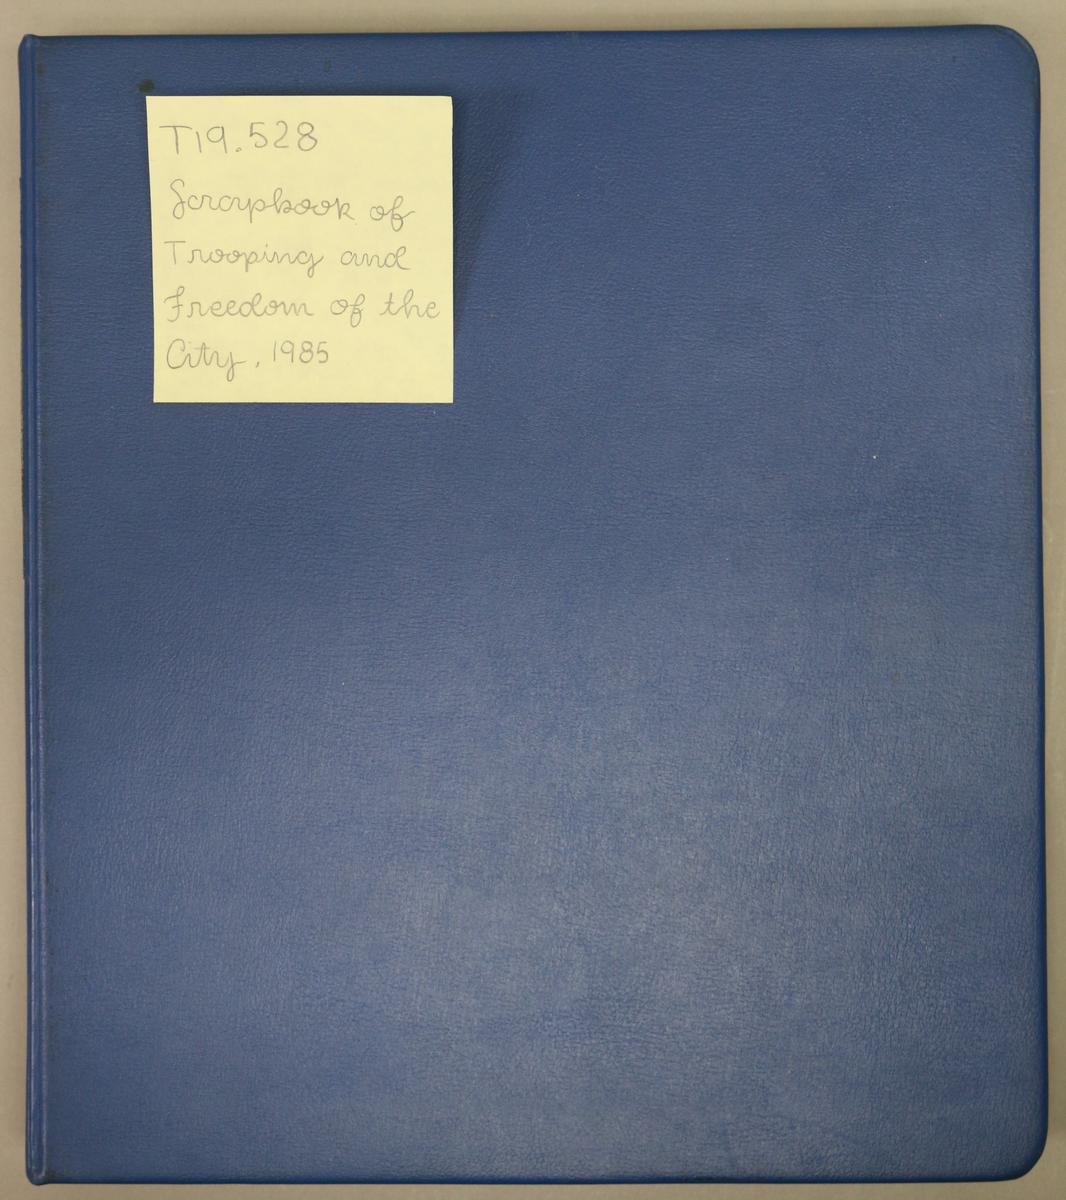 T19.528
Scrapbook of
Trooping and
Freedom of the
City, 1985